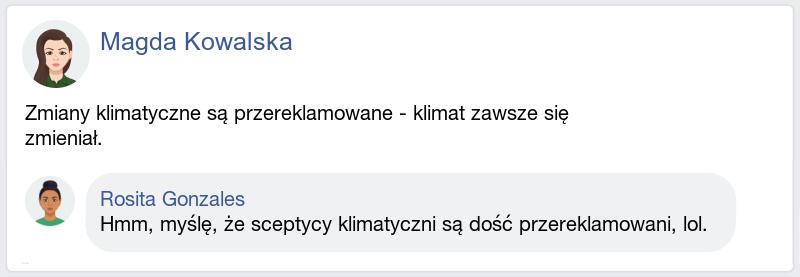 Magda Kowalska
Zmiany klimatyczne są przereklamowane - klimat zawsze się
zmieniał.
Rosita Gonzales
Hmm, myślę, że sceptycy klimatyczni są dość przereklamowani, lol.